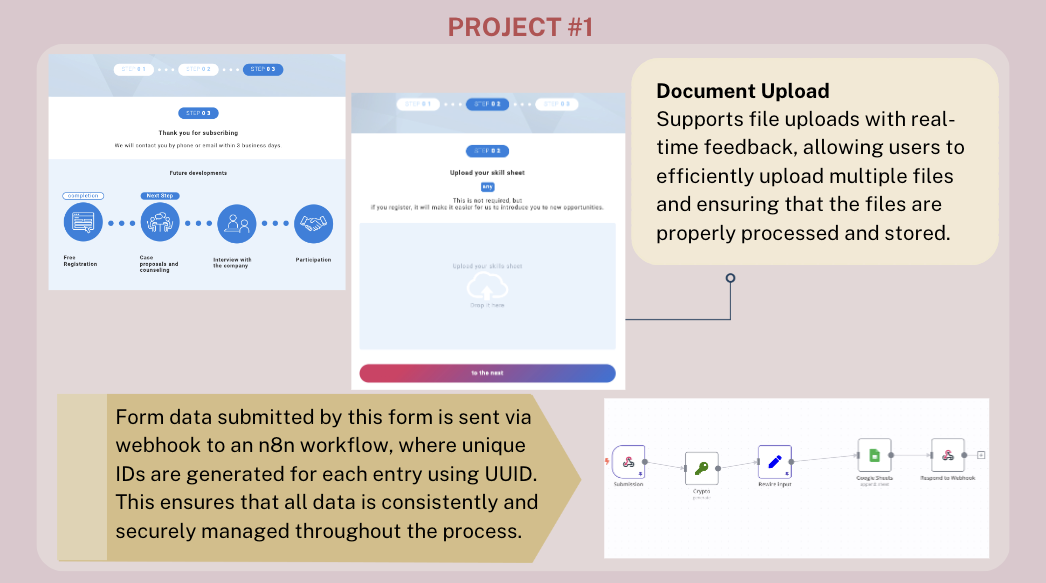 PROJECT #1
STEP 0 1
STEP 0 2
STEP 0 3
STEP 0 3
Thank you for subscribing
We will contact you by phone or email within 3 business days
Future developments
completion
Next Step
Free
Registration
Case
proposals and
counseling
Interview with
the company
Participation
STEP 0 1
STEP 0 2
STEP 0 3
STEP 0 2
Upload your skill sheet
any
This is not required, but
if you register, it will make it easier for us to introduce you to new opportunities.
Upload your skills sheet
Drop it here
to the next
Document Upload
Supports file uploads with real-
time feedback, allowing users to
efficiently upload multiple files
and ensuring that the files are
properly processed and stored.
Form data submitted by this form is sent via
webhook to an n8n workflow, where unique
IDs are generated for each entry using UUID.
This ensures that all data is consistently and
securely managed throughout the process.
Submission
Crypto
Rewire Input
Google Sheets
Respond to Webhook